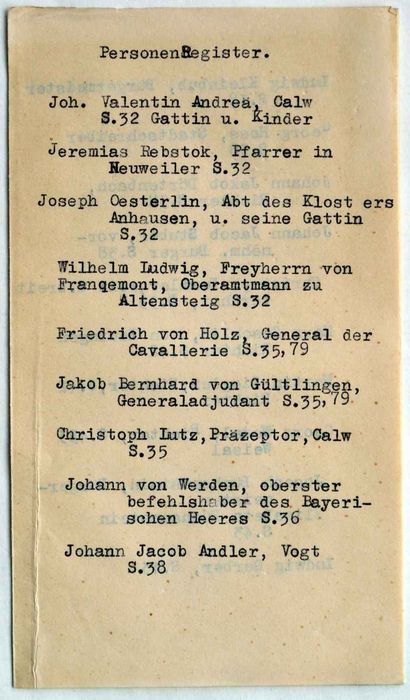 PersonenRegister.
Joh. Valentin Andreä, Calw
S.32 Gattin u. Kinder
Jeremias Rebstok, Pfarrer in
Neuweiler S.32
Joseph Oesterlin, Abt des Klost ers
Anhausen, u. seine Gattin
S.32
Wilhelm Ludwig, Freyherrn von
Franqemont, Oberamtmann zu
Altensteig S.32
Friedrich von Holz, General der
Cavallerie S.35,79
Jakob Bernhard von Gültlingen,
Generaladjudant S.35,79
Christoph Lutz,Präzeptor,Calw
S.35
Johann von Werden, oberster
befehlshaber des Bayeri-
schen Heeres S.36
Johann Jacob Andler, Vogt
S.38